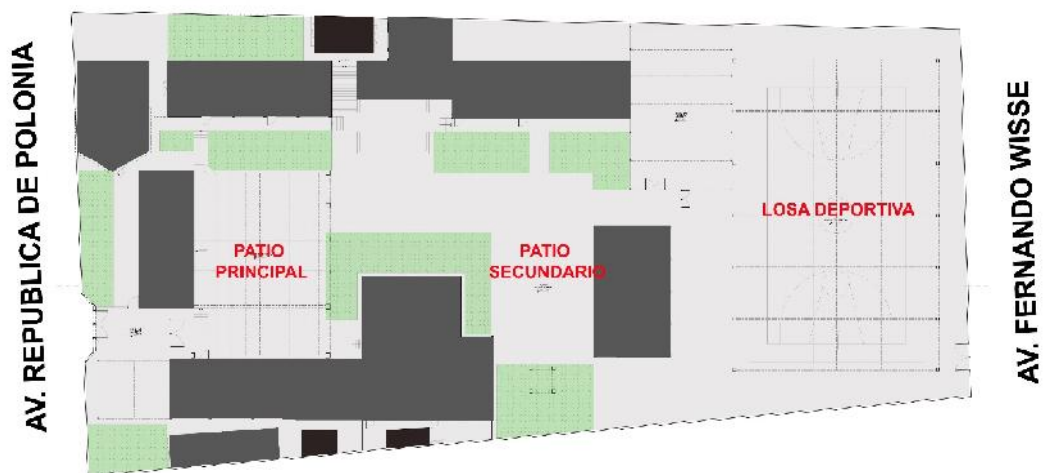 AV. REPUBLICA DE POLONIA
PATIO
PRINCIPAL
PATIO
SECUNDARIO
LOSA DEPORTIVA
AV. FERNANDO WISSE